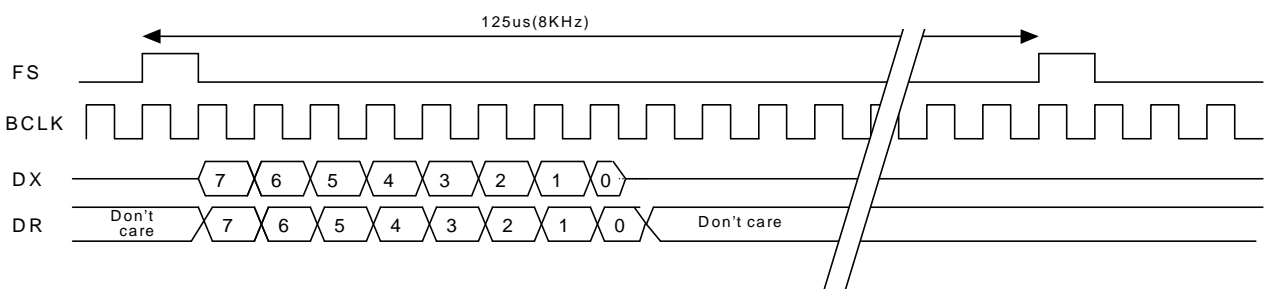 125us(8KHz)
FS
BCLK
DX 7 6 5 4 3 2 1 0
DR Don't care 7 6 5 4 3 2 1 0 Don't care